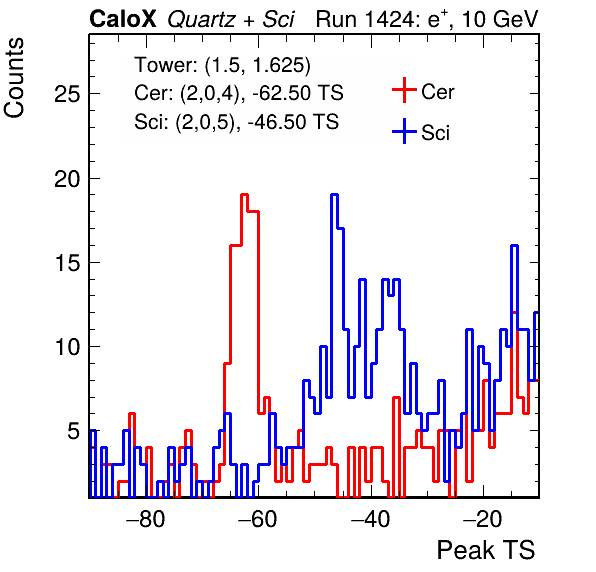 CaloX Quartz + Sci Run 1424: e+, 10 GeV
Counts
Tower: (1.5, 1.625)
Cer: (2,0,4), -62.50 TS
Sci: (2,0,5), -46.50 TS
Cer
Sci
25
20
15
10
5
−80 −60 −40 −20
Peak TS